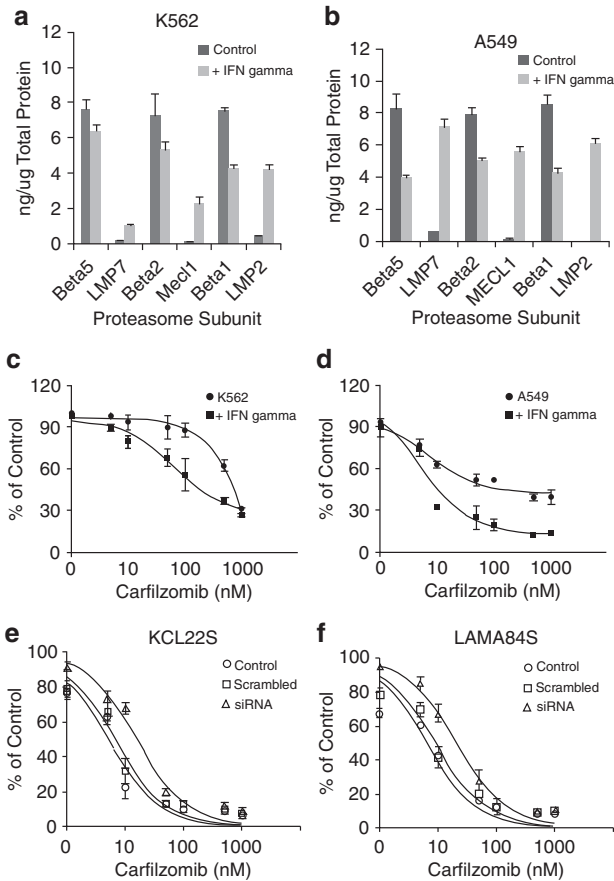 a
K562
12
10
8
6
4
2
0
ng/ug Total Protein
Control
+ IFN gamma
Beta5
LMP7
Beta2
Mecl1
Beta1
LMP2
Proteasome Subunit
b
A549
12
10
8
6
4
2
0
ng/ug Total Protein
Control
+ IFN gamma
Beta5
LMP7
Beta2
MECL1
Beta1
LMP2
Proteasome Subunit
c
120
90
60
30
0
% of Control
K562
+ IFN gamma
0 10 100 1000
Carfilzomib (nM)
d
120
90
60
30
0
% of Control
A549
+ IFN gamma
0 10 100 1000
Carfilzomib (nM)
e
KCL22S
100
80
60
40
20
0
% of Control
Control
Scrambled
siRNA
0 10 100 1000
Carfilzomib (nM)
f
LAMA84S
100
80
60
40
20
0
% of Control
Control
Scrambled
siRNA
0 10 100 1000
Carfilzomib (nM)